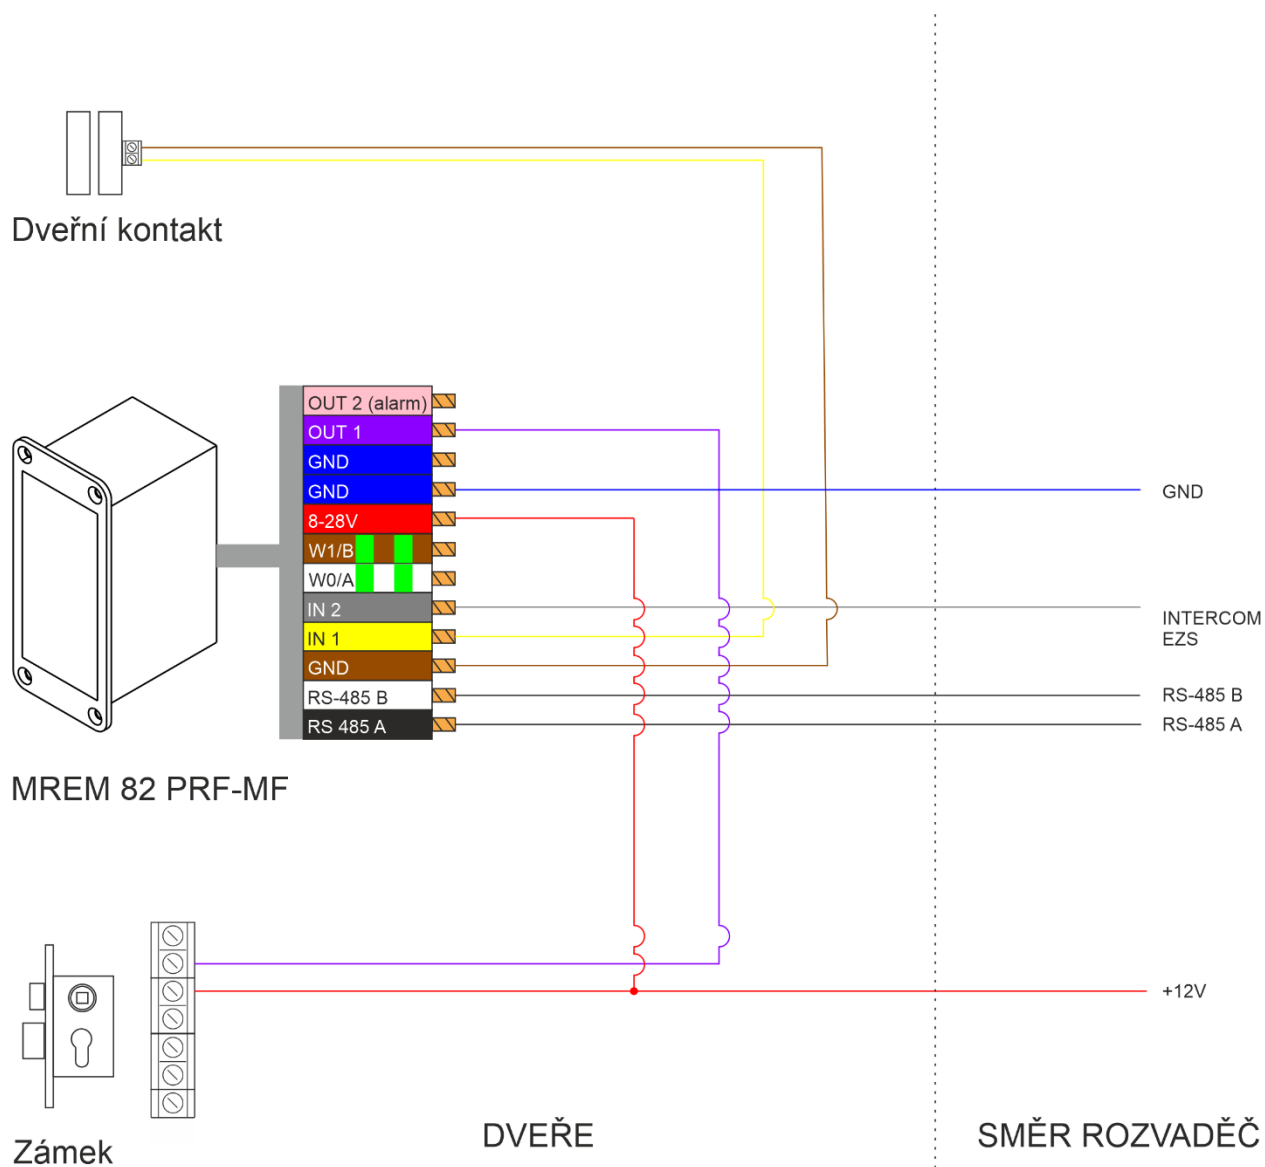 Dveřní kontakt
OUT 2 (alarm)
OUT 1
GND
GND
8-28V
W1/B
W0/A
IN 2
IN 1
GND
RS-485 B
RS 485 A
GND
INTERCOM
EZS
RS-485 B
RS-485 A
MREM 82 PRF-MF
+12V
Zámek
DVEŘE
SMĚR ROZVADĚČ